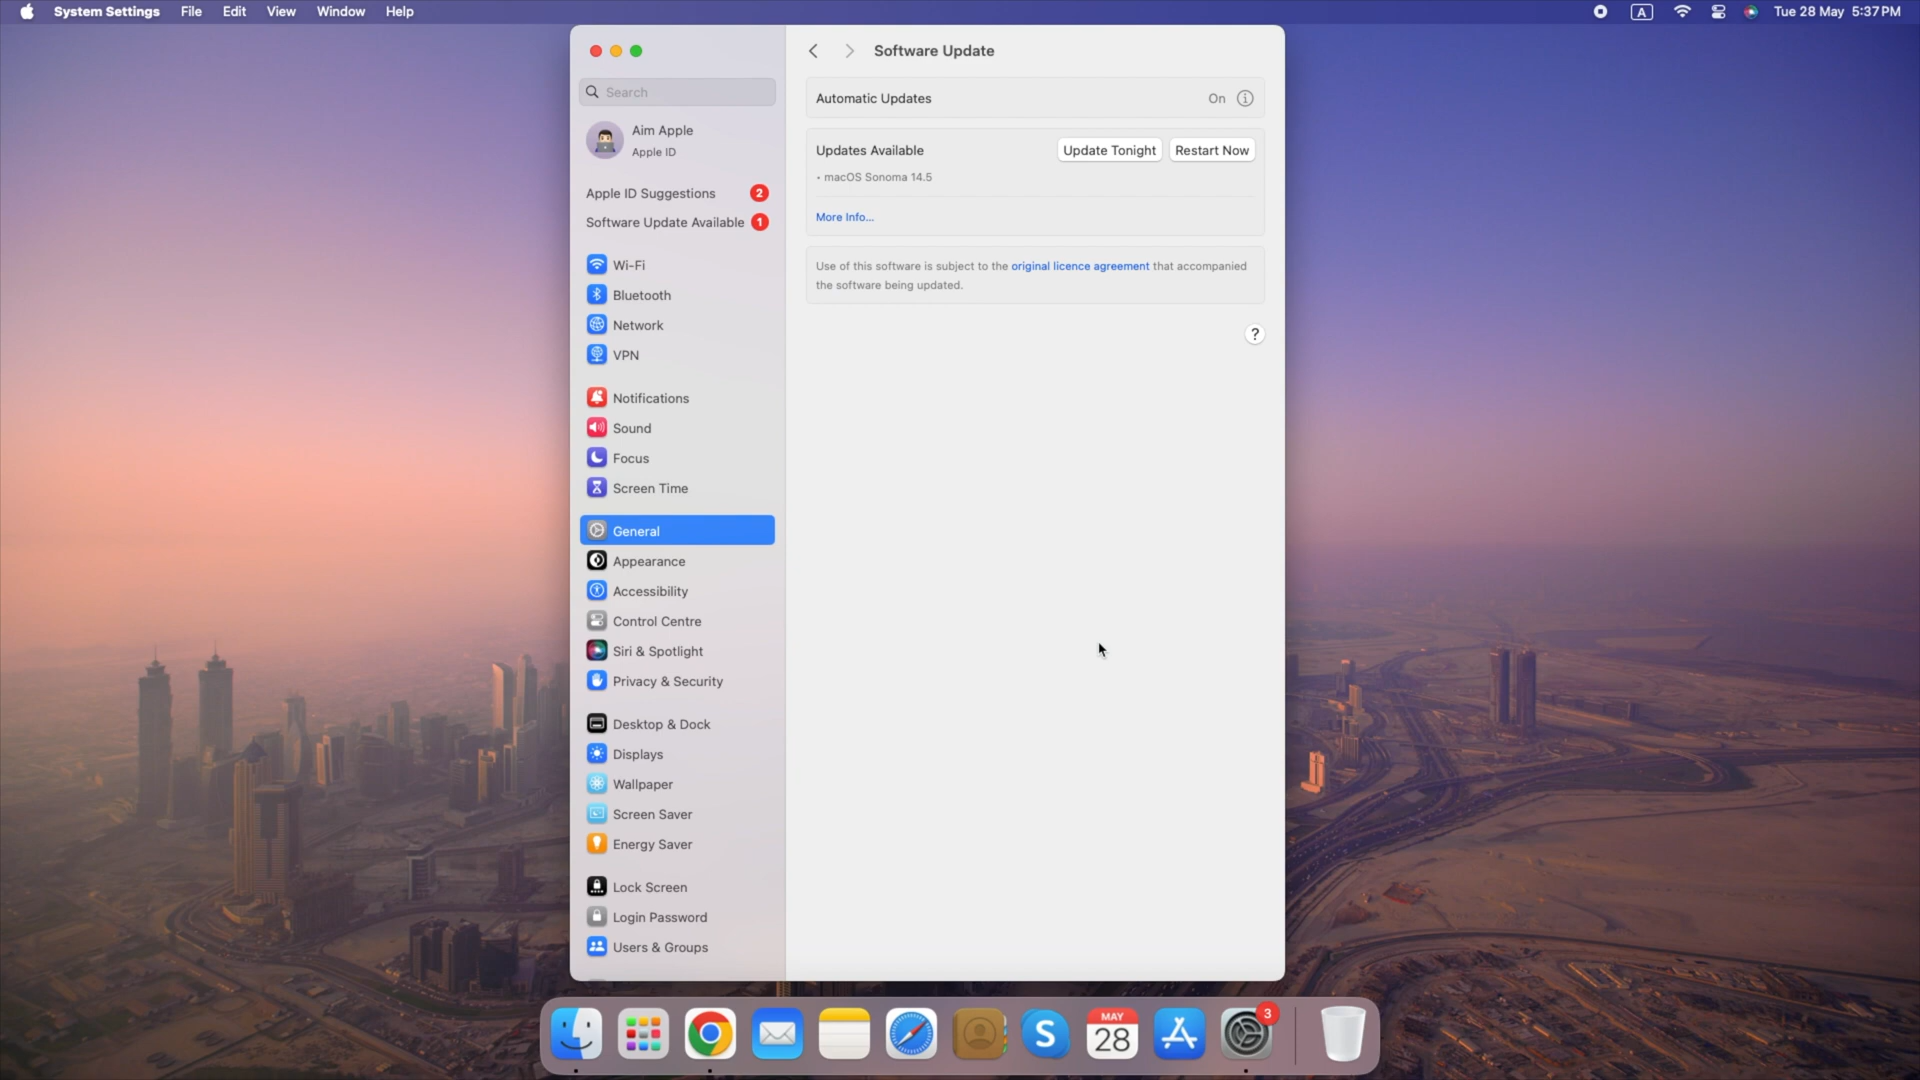 System Settings File Edit View Window Help A Tue 28 May 5:37 PM
Software Update
Search
Aim Apple
Apple ID
Apple ID Suggestions 2
Software Update Available 1
Wi-Fi
Bluetooth
Network
VPN
Notifications
Sound
Focus
Screen Time
General
Appearance
Accessibility
Control Centre
Siri & Spotlight
Privacy & Security
Desktop & Dock
Displays
Wallpaper
Screen Saver
Energy Saver
Lock Screen
Login Password
Users & Groups
Automatic Updates On
Updates Available Update Tonight Restart Now
• macOS Sonoma 14.5
More Info...
Use of this software is subject to the original licence agreement that accompanied
the software being updated.
?
S
MAY
28
3